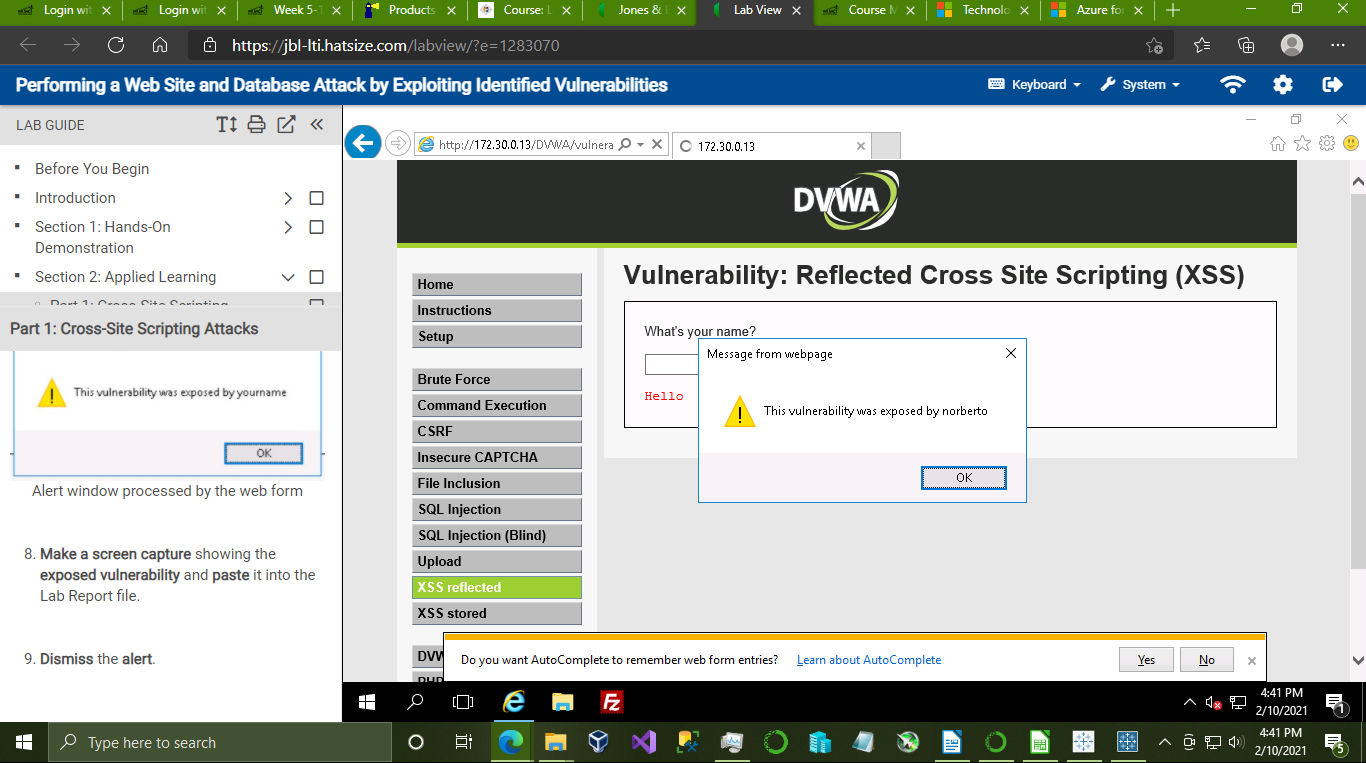 Login wit
Login wit
Week 5-1
Products
Course: L
Jones & 
Lab View
Course M
Technolo
Azure for
https://jbl-lti.hatsize.com/labview/?e=1283070
Performing a Web Site and Database Attack by Exploiting Identified Vulnerabilities
Keyboard
System
LAB GUIDE
Before You Begin
Introduction
Section 1: Hands-On
Demonstration
Section 2: Applied Learning
Part 1: Cross-Site Scripting
Part 1: Cross-Site Scripting Attacks
This vulnerability was exposed by yourname
OK
Alert window processed by the web form
8. Make a screen capture showing the
exposed vulnerability and paste it into the
Lab Report file.
9. Dismiss the alert.
http://172.30.0.13/DVWA/vulnera
172.30.0.13
DVWA
Home
Instructions
Setup
Brute Force
Command Execution
CSRF
Insecure CAPTCHA
File Inclusion
SQL Injection
SQL Injection (Blind)
Upload
XSS reflected
XSS stored
DVW
PHP
Vulnerability: Reflected Cross Site Scripting (XSS)
What's your name?
Hello
Message from webpage
This vulnerability was exposed by norberto
OK
Do you want AutoComplete to remember web form entries?
Learn about AutoComplete
Yes
No
4:41 PM
2/10/2021
1
Type here to search
4:41 PM
2/10/2021
5